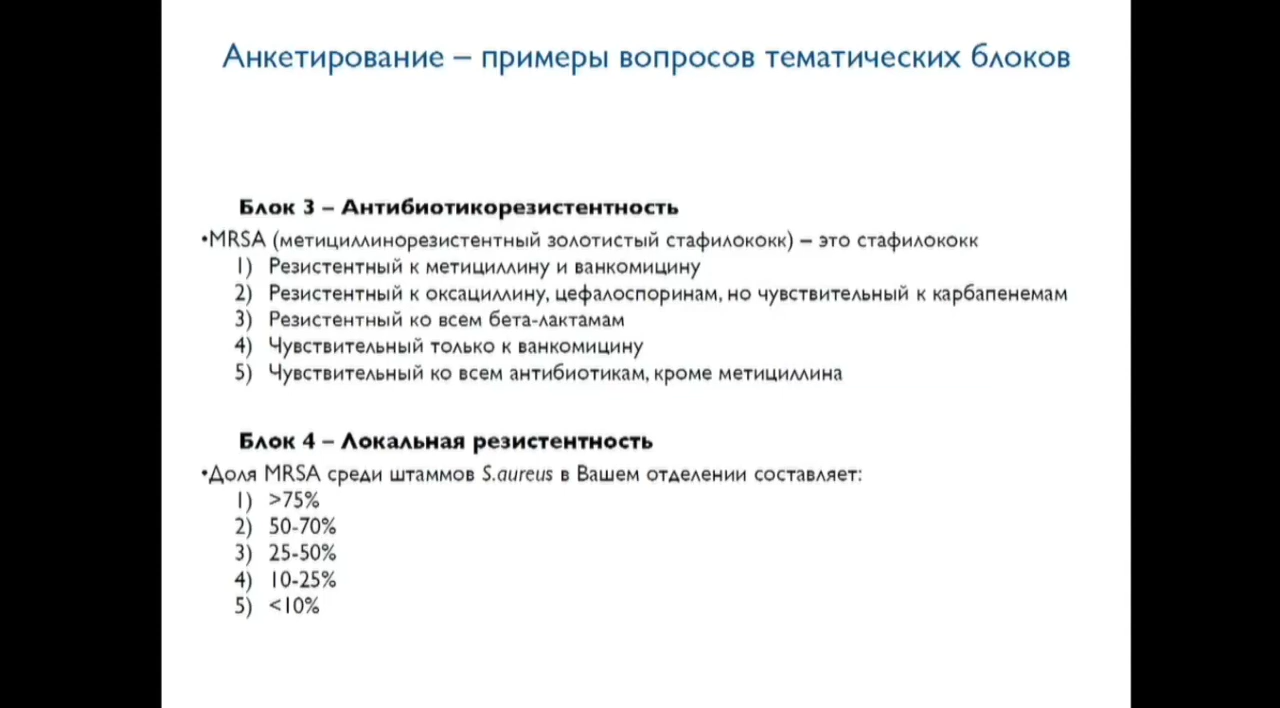 Анкетирование – примеры вопросов тематических блоков
Блок 3 – Антибиотикорезистентность
•MRSA (метициллинорезистентный золотистый стафилококк) – это стафилококк
1) Резистентный к метициллину и ванкомицину
2) Резистентный к оксациллину, цефалоспоринам, но чувствительный к карбапенемам
3) Резистентный ко всем бета-лактамам
4) Чувствительный только к ванкомицину
5) Чувствительный ко всем антибиотикам, кроме метициллина
Блок 4 – Локальная резистентность
•Доля MRSA среди штаммов S.aureus в Вашем отделении составляет:
1) >75%
2) 50-70%
3) 25-50%
4) 10-25%
5) <10%